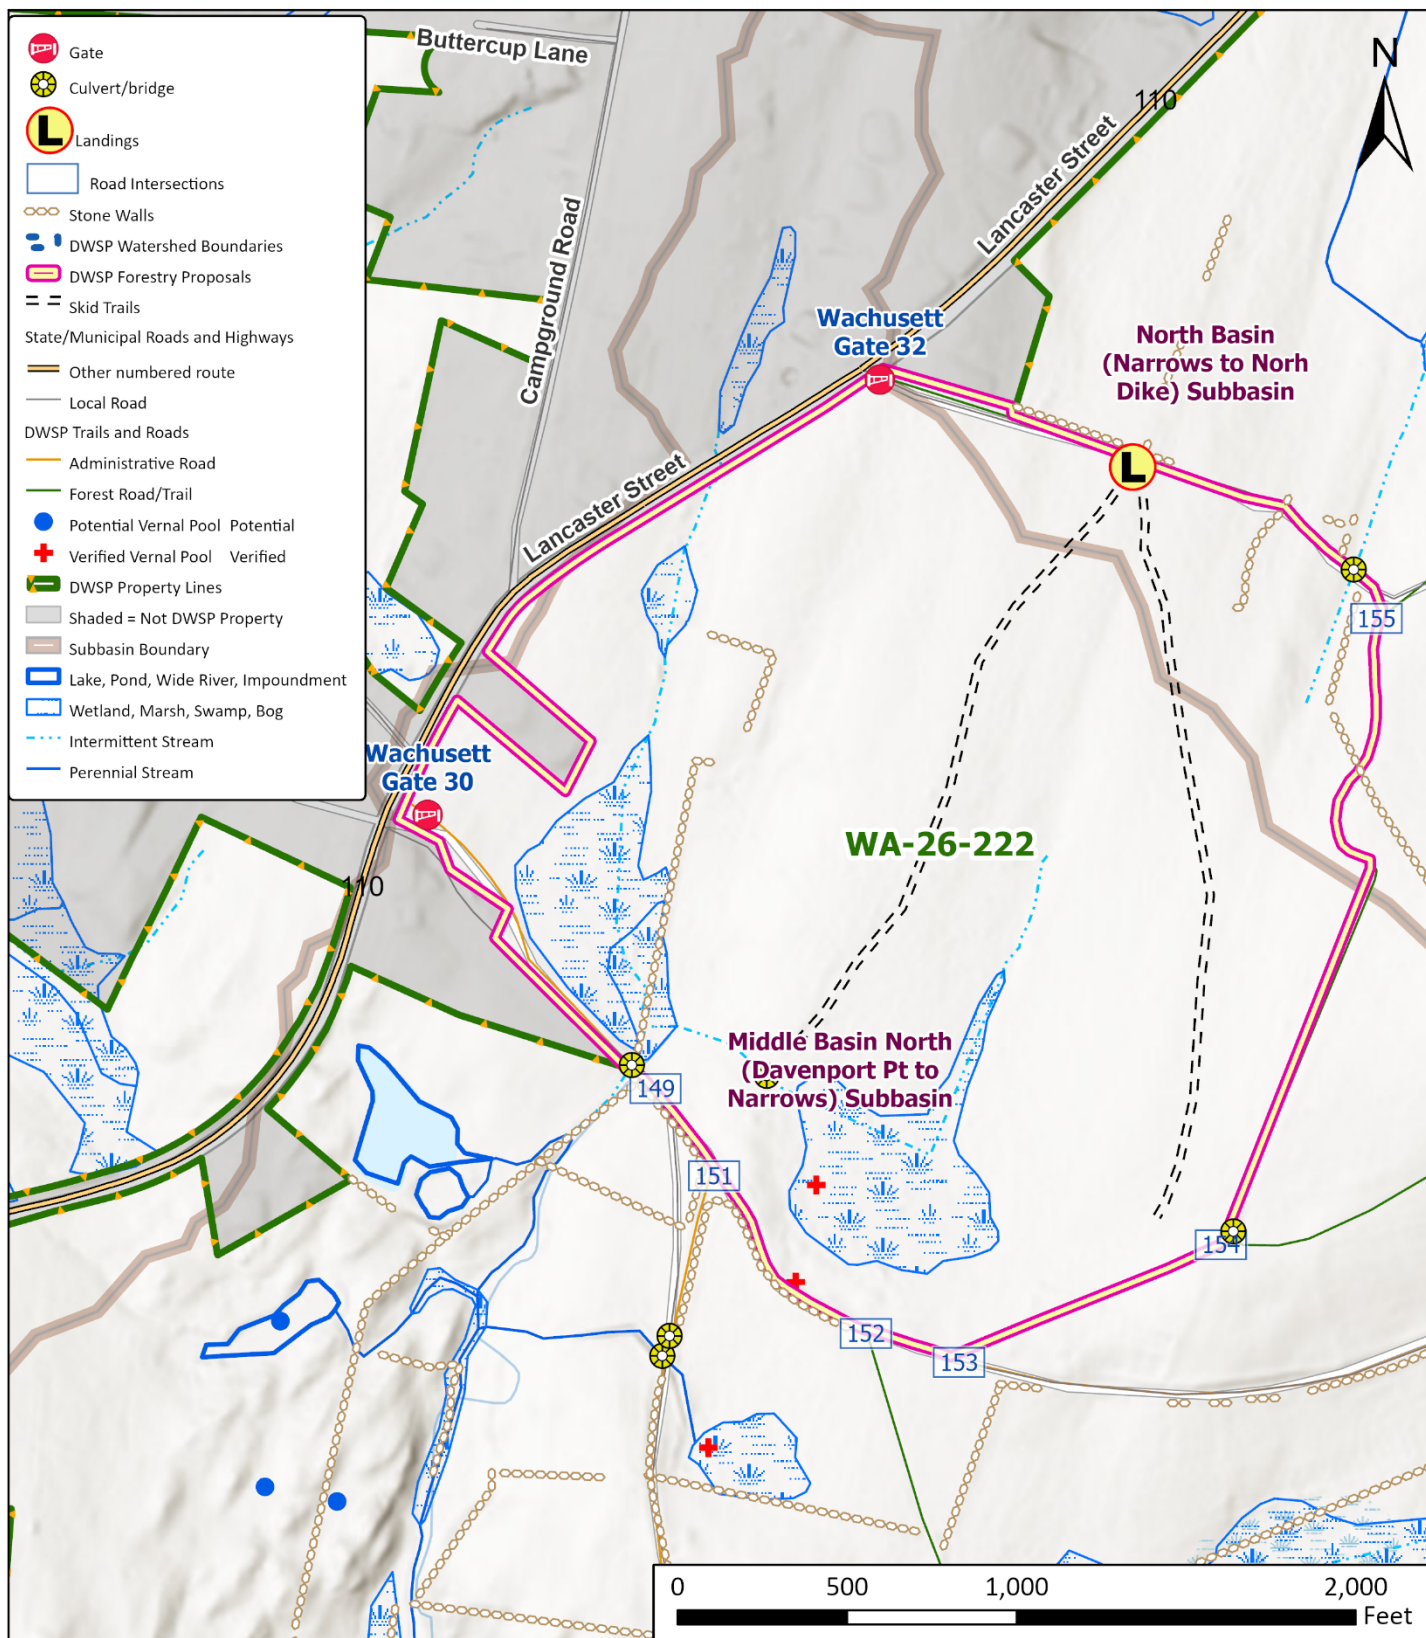 Gate
Culvert/bridge
L
Landings
Road Intersections
Stone Walls
DWSP Watershed Boundaries
DWSP Forestry Proposals
Skid Trails
State/Municipal Roads and Highways
Other numbered route
Local Road
DWSP Trails and Roads
Administrative Road
Forest Road/Trail
Potential Vernal Pool Potential
Verified Vernal Pool Verified
DWSP Property Lines
Shaded = Not DWSP Property
Subbasin Boundary
Lake, Pond, Wide River, Impoundment
Wetland, Marsh, Swamp, Bog
Intermittent Stream
Perennial Stream
Buttercup Lane
N
110
Lancaster Street
Campground Road
Wachusett
Gate 32
North Basin
(Narrows to Norh
Dike) Subbasin
L
Lancaster Street
155
Wachusett
Gate 30
WA-26-222
110
Middle Basin North
(Davenport Pt to
Narrows) Subbasin
149
151
154
152
153
0 500 1,000 2,000
Feet